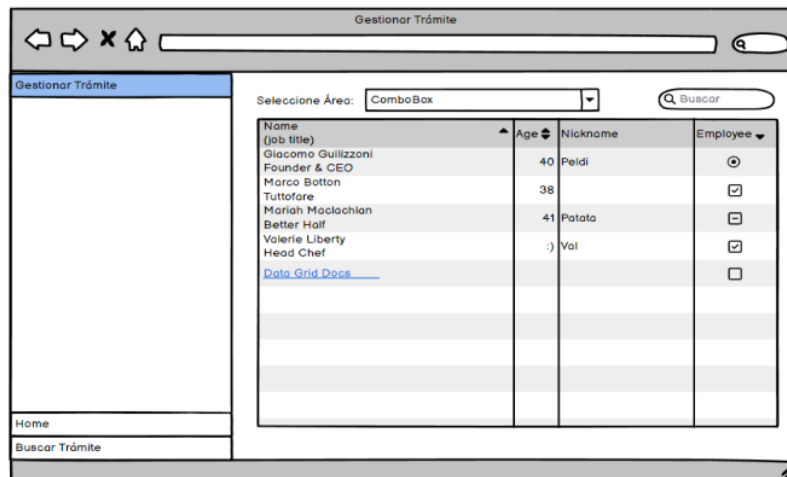 Gestionar Trámite
Gestionar Trámite
Seleccione Área: ComboBox Buscar
Name
(job title) Age Nickname Employee
Giacomo Guilizzoni
Founder & CEO 40 Peldi
Marco Botton
Tuttofare 38
Mariah Maclachlan
Better Half 41 Patata
Valerie Liberty
Head Chef :) Val
Data Grid Docs
Home
Buscar Trámite